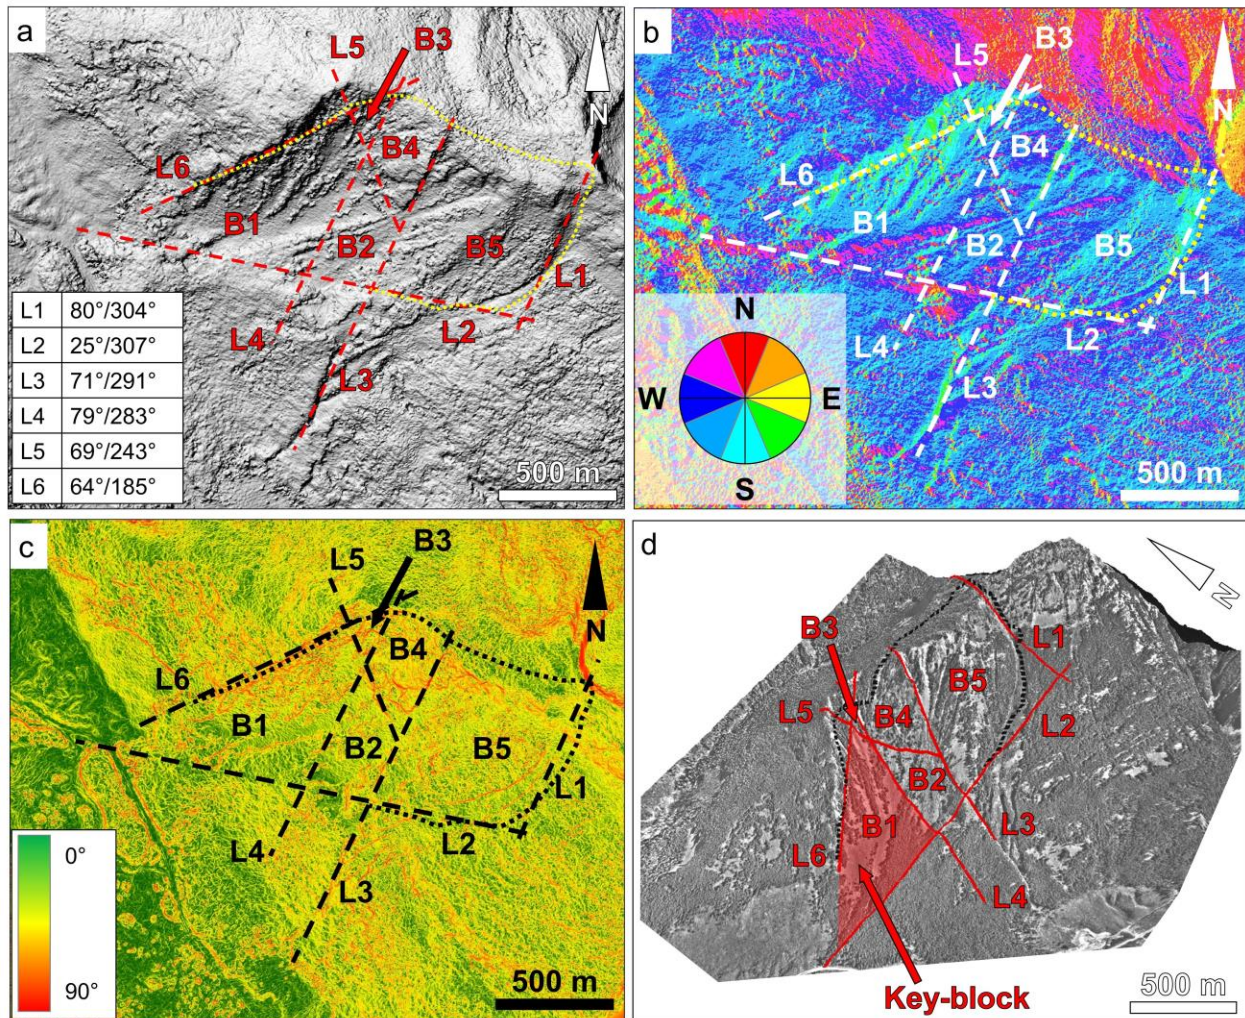 a
L5
B3
N
B4
L6
B1
B2
B5
L1
L4
L2
L3
L1 80°/304°
L2 25°/307°
L3 71°/291°
L4 79°/283°
L5 69°/243°
L6 64°/185°
500 m
b
L5
B3
N
B4
L6
B1
B2
B5
L1
L4
L2
L3
N
W E
S
500 m
c
L5
B3
N
B4
L6
B1
B2
B5
L1
L4
L2
L3
0°
90°
500 m
d
N
B3
L1
B5
L5
B4
L2
B2
B1
L3
L6
L4
Key-block
500 m